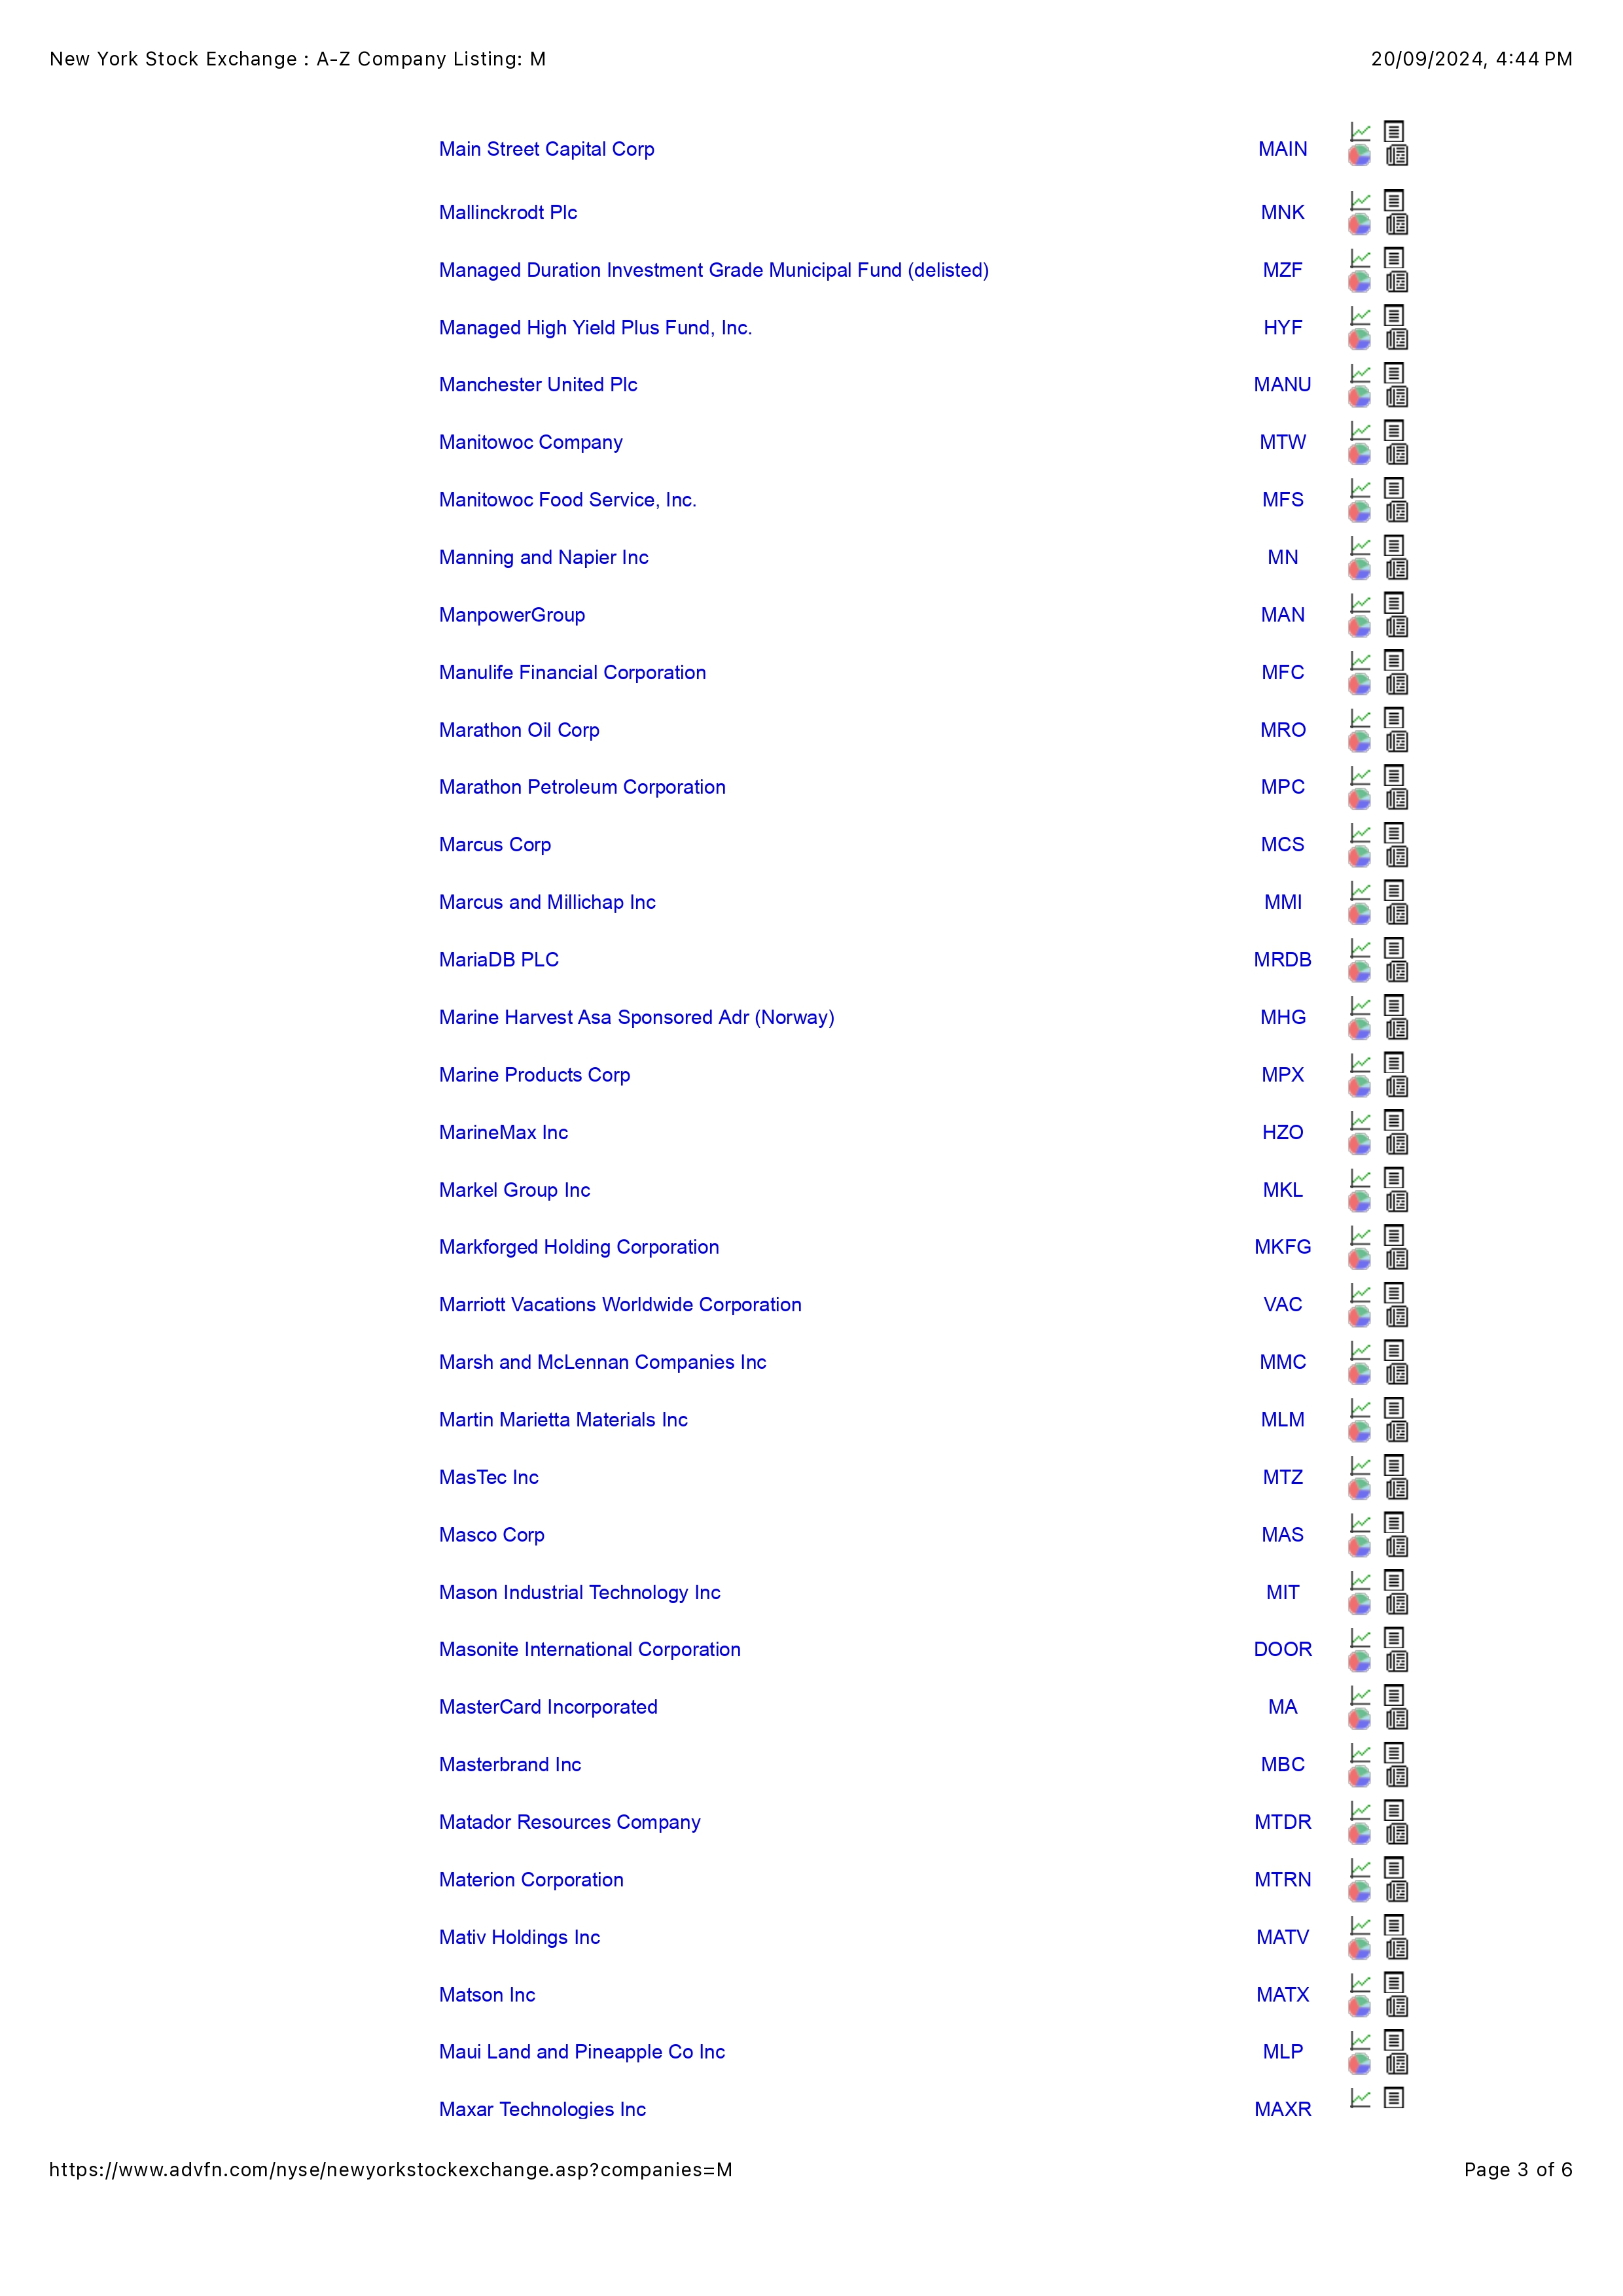 New York Stock Exchange : A-Z Company Listing: M 20/09/2024, 4:44 PM
Main Street Capital Corp MAIN
Mallinckrodt Plc MNK
Managed Duration Investment Grade Municipal Fund (delisted) MZF
Managed High Yield Plus Fund, Inc. HYF
Manchester United Plc MANU
Manitowoc Company MTW
Manitowoc Food Service, Inc. MFS
Manning and Napier Inc MN
ManpowerGroup MAN
Manulife Financial Corporation MFC
Marathon Oil Corp MRO
Marathon Petroleum Corporation MPC
Marcus Corp MCS
Marcus and Millichap Inc MMI
MariaDB PLC MRDB
Marine Harvest Asa Sponsored Adr (Norway) MHG
Marine Products Corp MPX
MarineMax Inc HZO
Markel Group Inc MKL
Markforged Holding Corporation MKFG
Marriott Vacations Worldwide Corporation VAC
Marsh and McLennan Companies Inc MMC
Martin Marietta Materials Inc MLM
MasTec Inc MTZ
Masco Corp MAS
Mason Industrial Technology Inc MIT
Masonite International Corporation DOOR
MasterCard Incorporated MA
Masterbrand Inc MBC
Matador Resources Company MTDR
Materion Corporation MTRN
Mativ Holdings Inc MATV
Matson Inc MATX
Maui Land and Pineapple Co Inc MLP
Maxar Technologies Inc MAXR
https://www.advfn.com/nyse/newyorkstockexchange.asp?companies=M Page 3 of 6